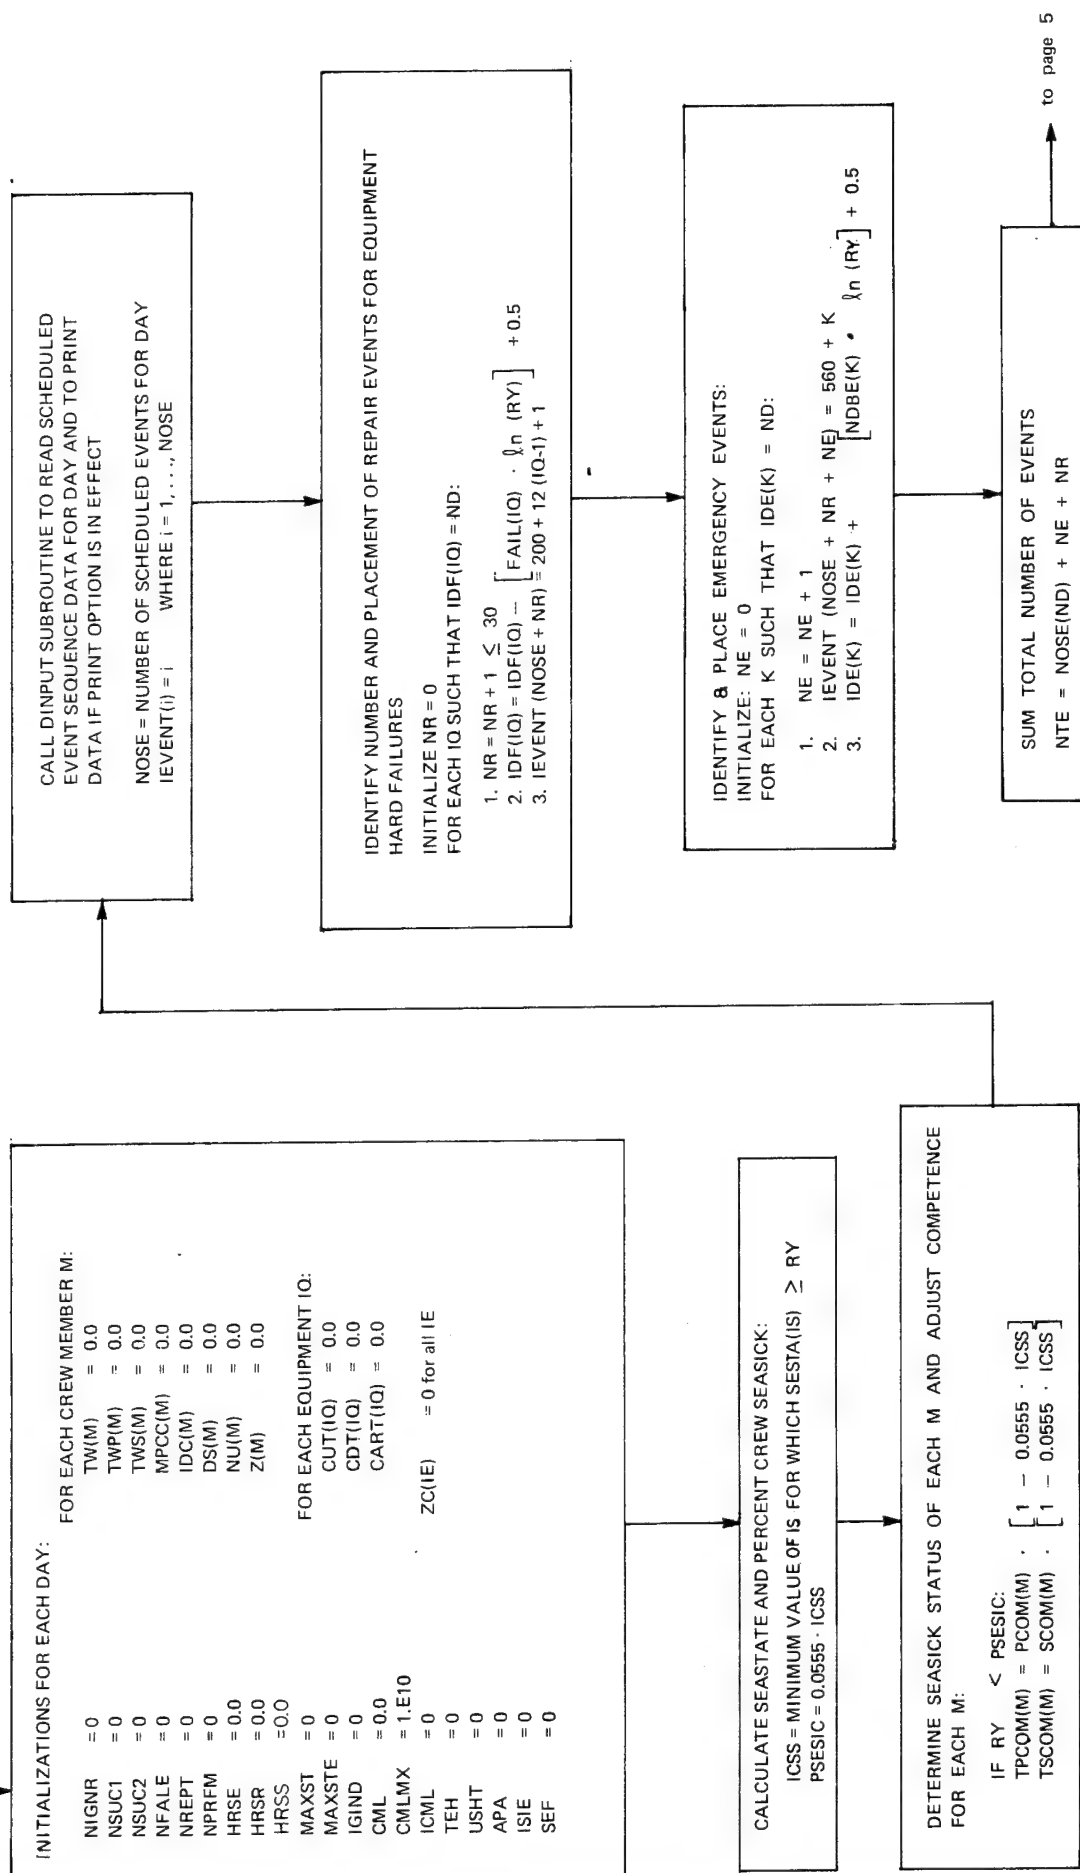 INITIALIZATIONS FOR EACH DAY:
NIGNR = 0
NSUC1 = 0
NSUC2 = 0
NFALE = 0
NREPT = 0
NPRFM = 0
HRSE = 0.0
HRSR = 0.0
HRSS =0.0
MAXST = 0
MAXSTE = 0
IGIND = 0
CML = 0.0
CMLMX = 1.E10
ICML = 0
TRH = 0
USHT = 0
APA = 0
ISIE = 0
SEF = 0
FOR EACH CREW MEMBER M:
TW(M) = 0.0
TWP(M) = 0.0
TWS(M) = 0.0
MPCC(M) = 0.0
IDC(M) = 0.0
DS(M) = 0.0
NU(M) = 0.0
Z(M) = 0.0
FOR EACH EQUIPMENT IQ:
CUT(IQ) = 0.0
CDT(IQ) = 0.0
CART(IQ) = 0.0
ZC(IE) = 0 for all IE
CALCULATE SEASTATE AND PERCENT CREW SEASICK:
ICSS = MINIMUM VALUE OF IS FOR WHICH SESTA(IS) ≥ RY
PSESIC = 0.0555 · ICSS
DETERMINE SEASICK STATUS OF EACH M AND ADJUST COMPETENCE
FOR EACH M:
IF RY < PSESIC:
TPCOM(M) = PCOM(M) · [1 − 0.0555 · ICSS]
TSCOM(M) = SCOM(M) · [1 − 0.0555 · ICSS]
CALL DINPUT SUBROUTINE TO READ SCHEDULED
EVENT SEQUENCE DATA FOR DAY AND TO PRINT
DATA IF PRINT OPTION IS IN EFFECT
NOSE = NUMBER OF SCHEDULED EVENTS FOR DAY
IEVENT(i) = i WHERE i = 1, . . . , NOSE
IDENTIFY NUMBER AND PLACEMENT OF REPAIR EVENTS FOR EQUIPMENT
HARD FAILURES
INITIALIZE NR = 0
FOR EACH IQ SUCH THAT IDF(IQ) = ND:
1. NR = NR + 1 ≤ 30
2. IDF(IQ) = IDF(IQ) − [FAIL(IQ) · ln (RY)] + 0.5
3. IEVENT (NOSE + NR) = 200 + 12 (IQ-1) + 1
IDENTIFY & PLACE EMERGENCY EVENTS:
INITIALIZE: NE = 0
FOR EACH K SUCH THAT IDE(K) = ND:
1. NE = NE + 1
2. IEVENT (NOSE + NR + NE) = 560 + K
3. IDE(K) = IDE(K) + [NDBE(K) • ln (RY] + 0.5
SUM TOTAL NUMBER OF EVENTS
NTE = NOSE(ND) + NE + NR
to page 5